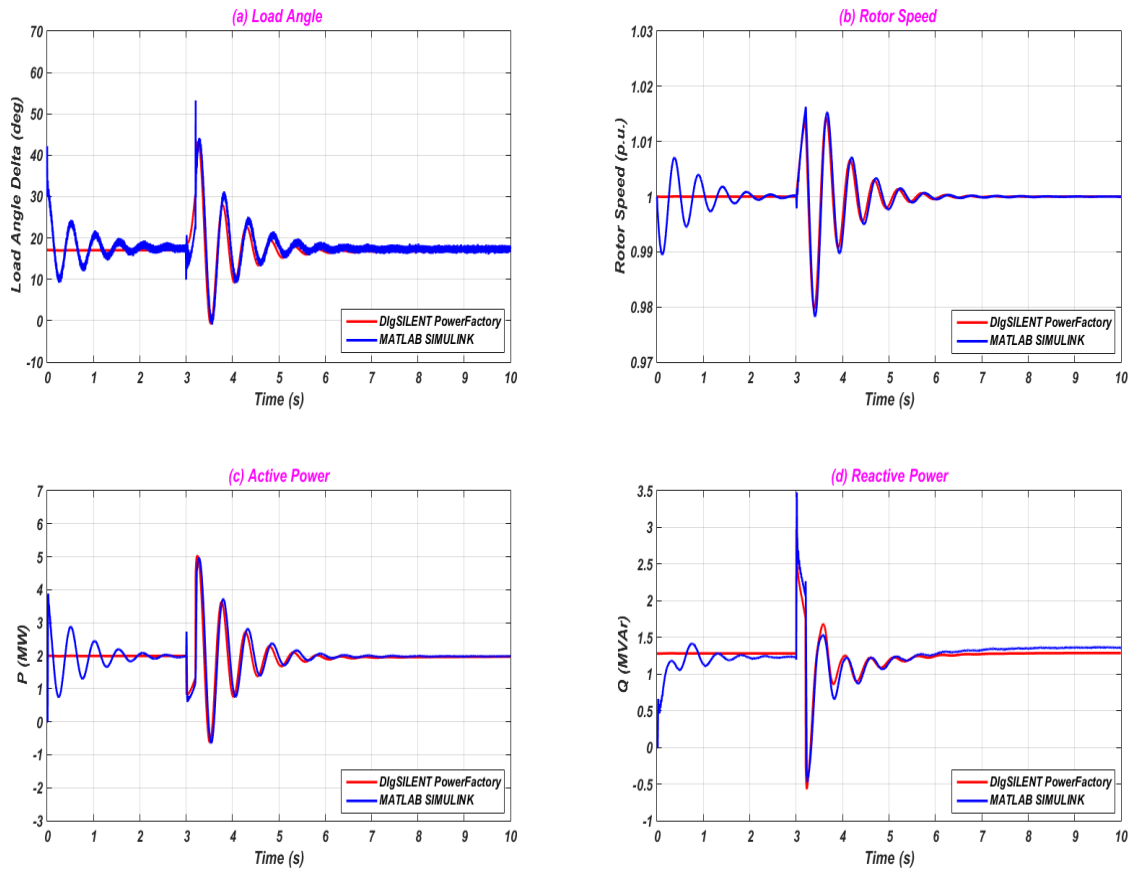 (a) Load Angle
70
60
50
40
30
20
10
0
-10
Load Angle Delta (deg)
0 1 2 3 4 5 6 7 8 9 10
Time (s)
DIgSILENT PowerFactory
MATLAB SIMULINK
(b) Rotor Speed
1.03
1.02
1.01
1
0.99
0.98
0.97
Rotor Speed (p.u.)
0 1 2 3 4 5 6 7 8 9 10
Time (s)
DIgSILENT PowerFactory
MATLAB SIMULINK
(c) Active Power
7
6
5
4
3
2
1
0
-1
-2
-3
P (MW)
0 1 2 3 4 5 6 7 8 9 10
Time (s)
DIgSILENT PowerFactory
MATLAB SIMULINK
(d) Reactive Power
3.5
3
2.5
2
1.5
1
0.5
0
-0.5
-1
Q (MVAr)
0 1 2 3 4 5 6 7 8 9 10
Time (s)
DIgSILENT PowerFactory
MATLAB SIMULINK